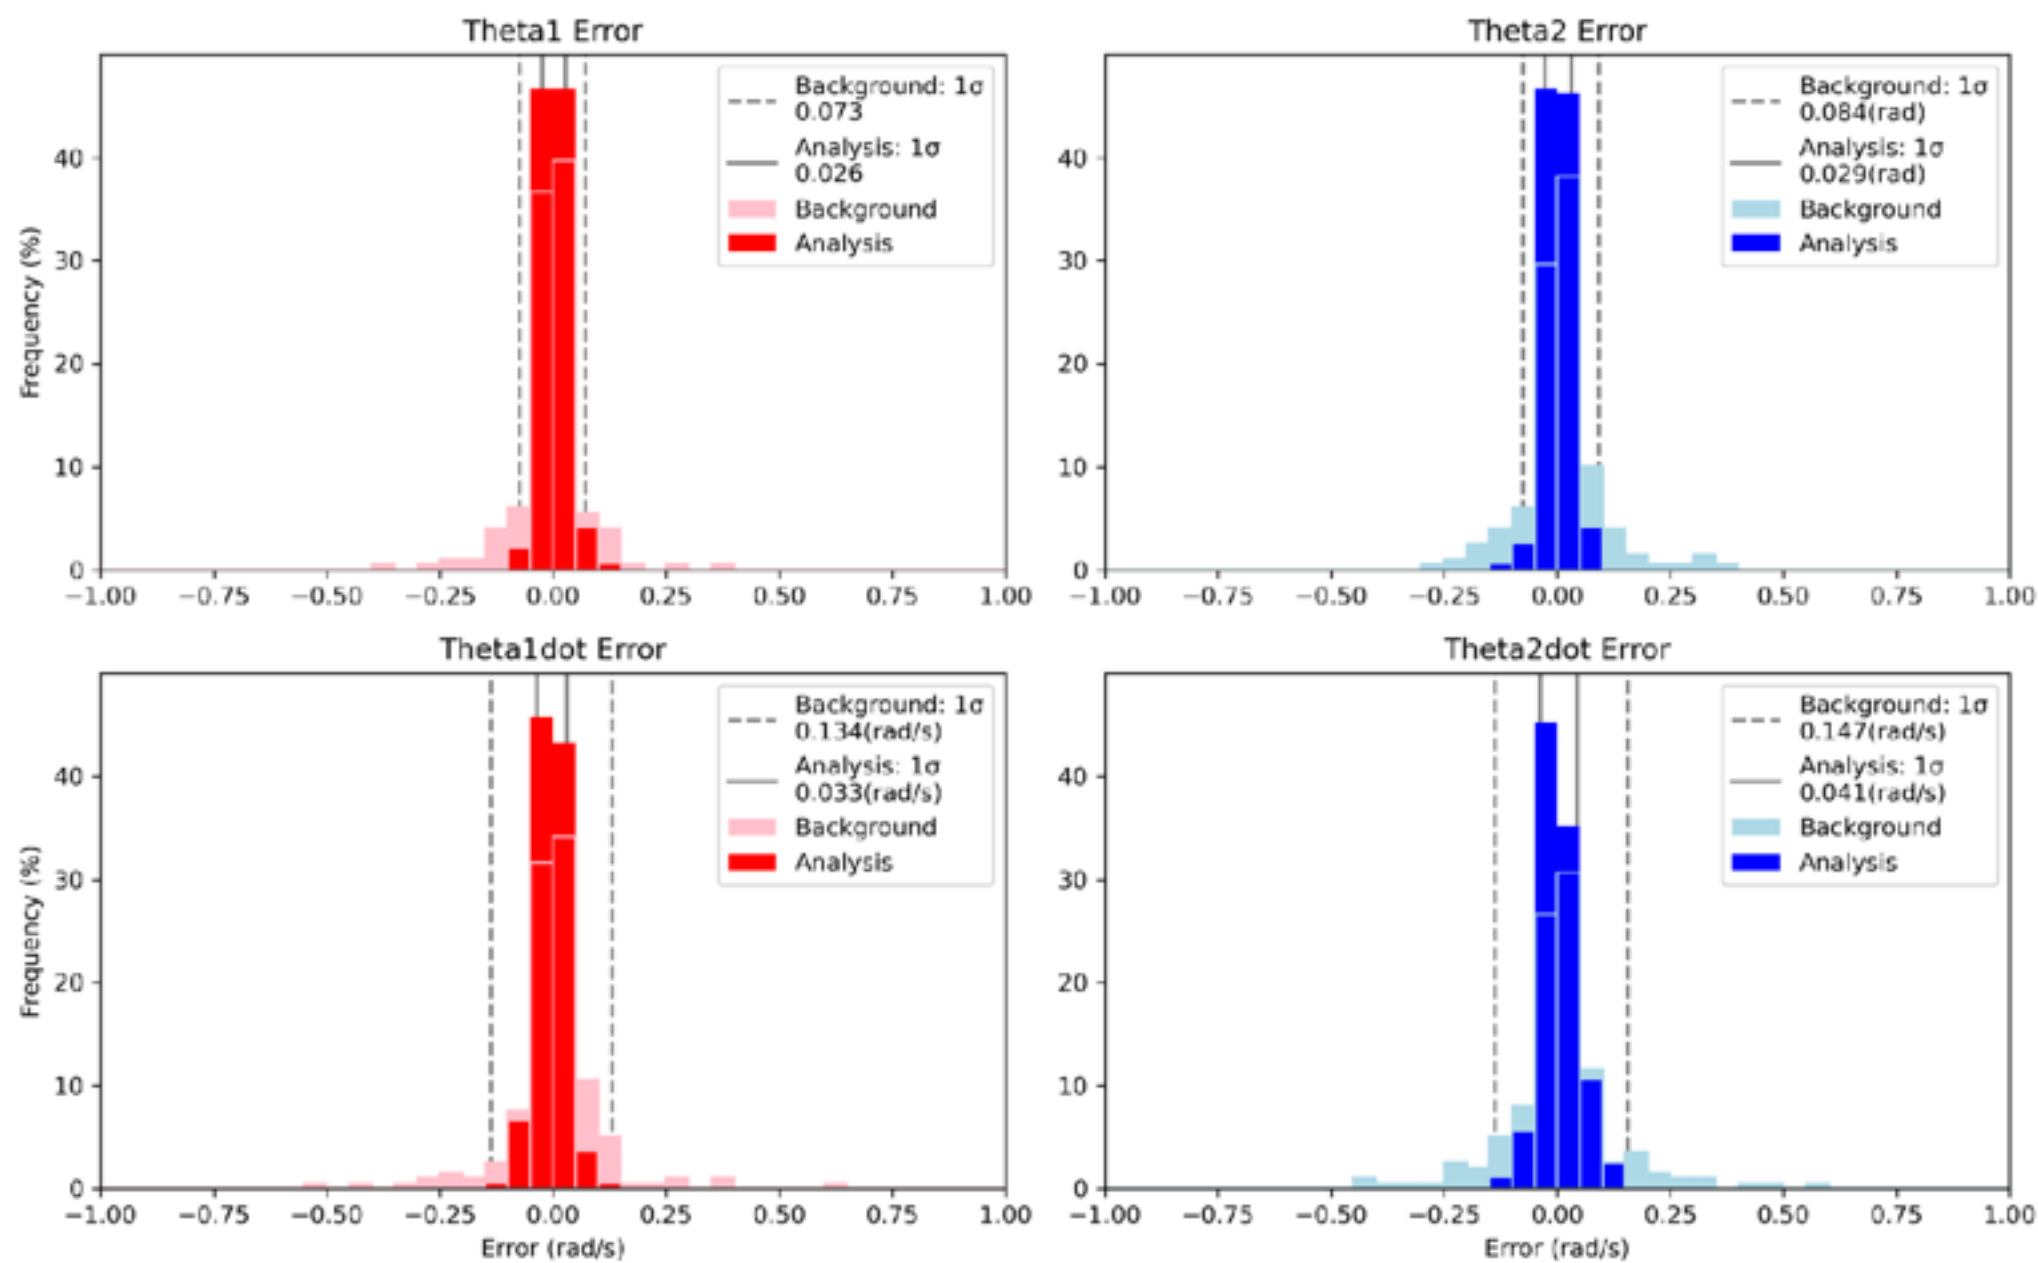 Theta1 Error
Frequency (%)
40
30
20
10
0
−1.00 −0.75 −0.50 −0.25 0.00 0.25 0.50 0.75 1.00
Background: 1σ
0.073
Analysis: 1σ
0.026
Background
Analysis
Theta2 Error
40
30
20
10
0
−1.00 −0.75 −0.50 −0.25 0.00 0.25 0.50 0.75 1.00
Background: 1σ
0.084(rad)
Analysis: 1σ
0.029(rad)
Background
Analysis
Theta1dot Error
Frequency (%)
40
30
20
10
0
−1.00 −0.75 −0.50 −0.25 0.00 0.25 0.50 0.75 1.00
Error (rad/s)
Background: 1σ
0.134(rad/s)
Analysis: 1σ
0.033(rad/s)
Background
Analysis
Theta2dot Error
40
30
20
10
0
−1.00 −0.75 −0.50 −0.25 0.00 0.25 0.50 0.75 1.00
Error (rad/s)
Background: 1σ
0.147(rad/s)
Analysis: 1σ
0.041(rad/s)
Background
Analysis